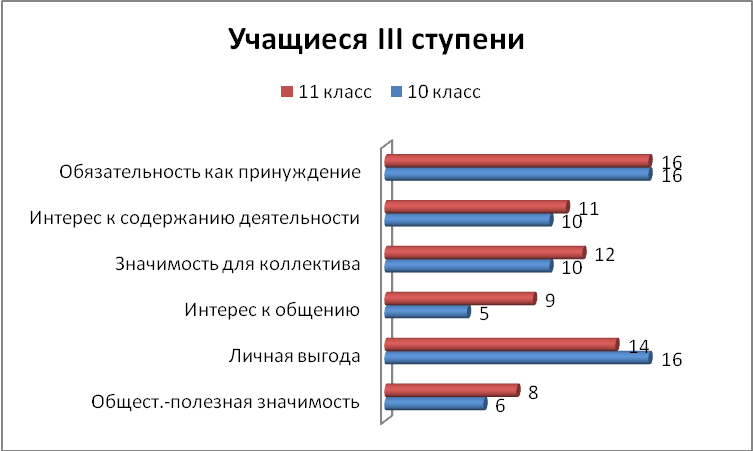 Учащиеся III ступени
11 класс 10 класс
Обязательность как принуждение 16
16
Интерес к содержанию деятельности 11
10
Значимость для коллектива 12
10
Интерес к общению 9
5
Личная выгода 14
16
Общест.-полезная значимость 8
6